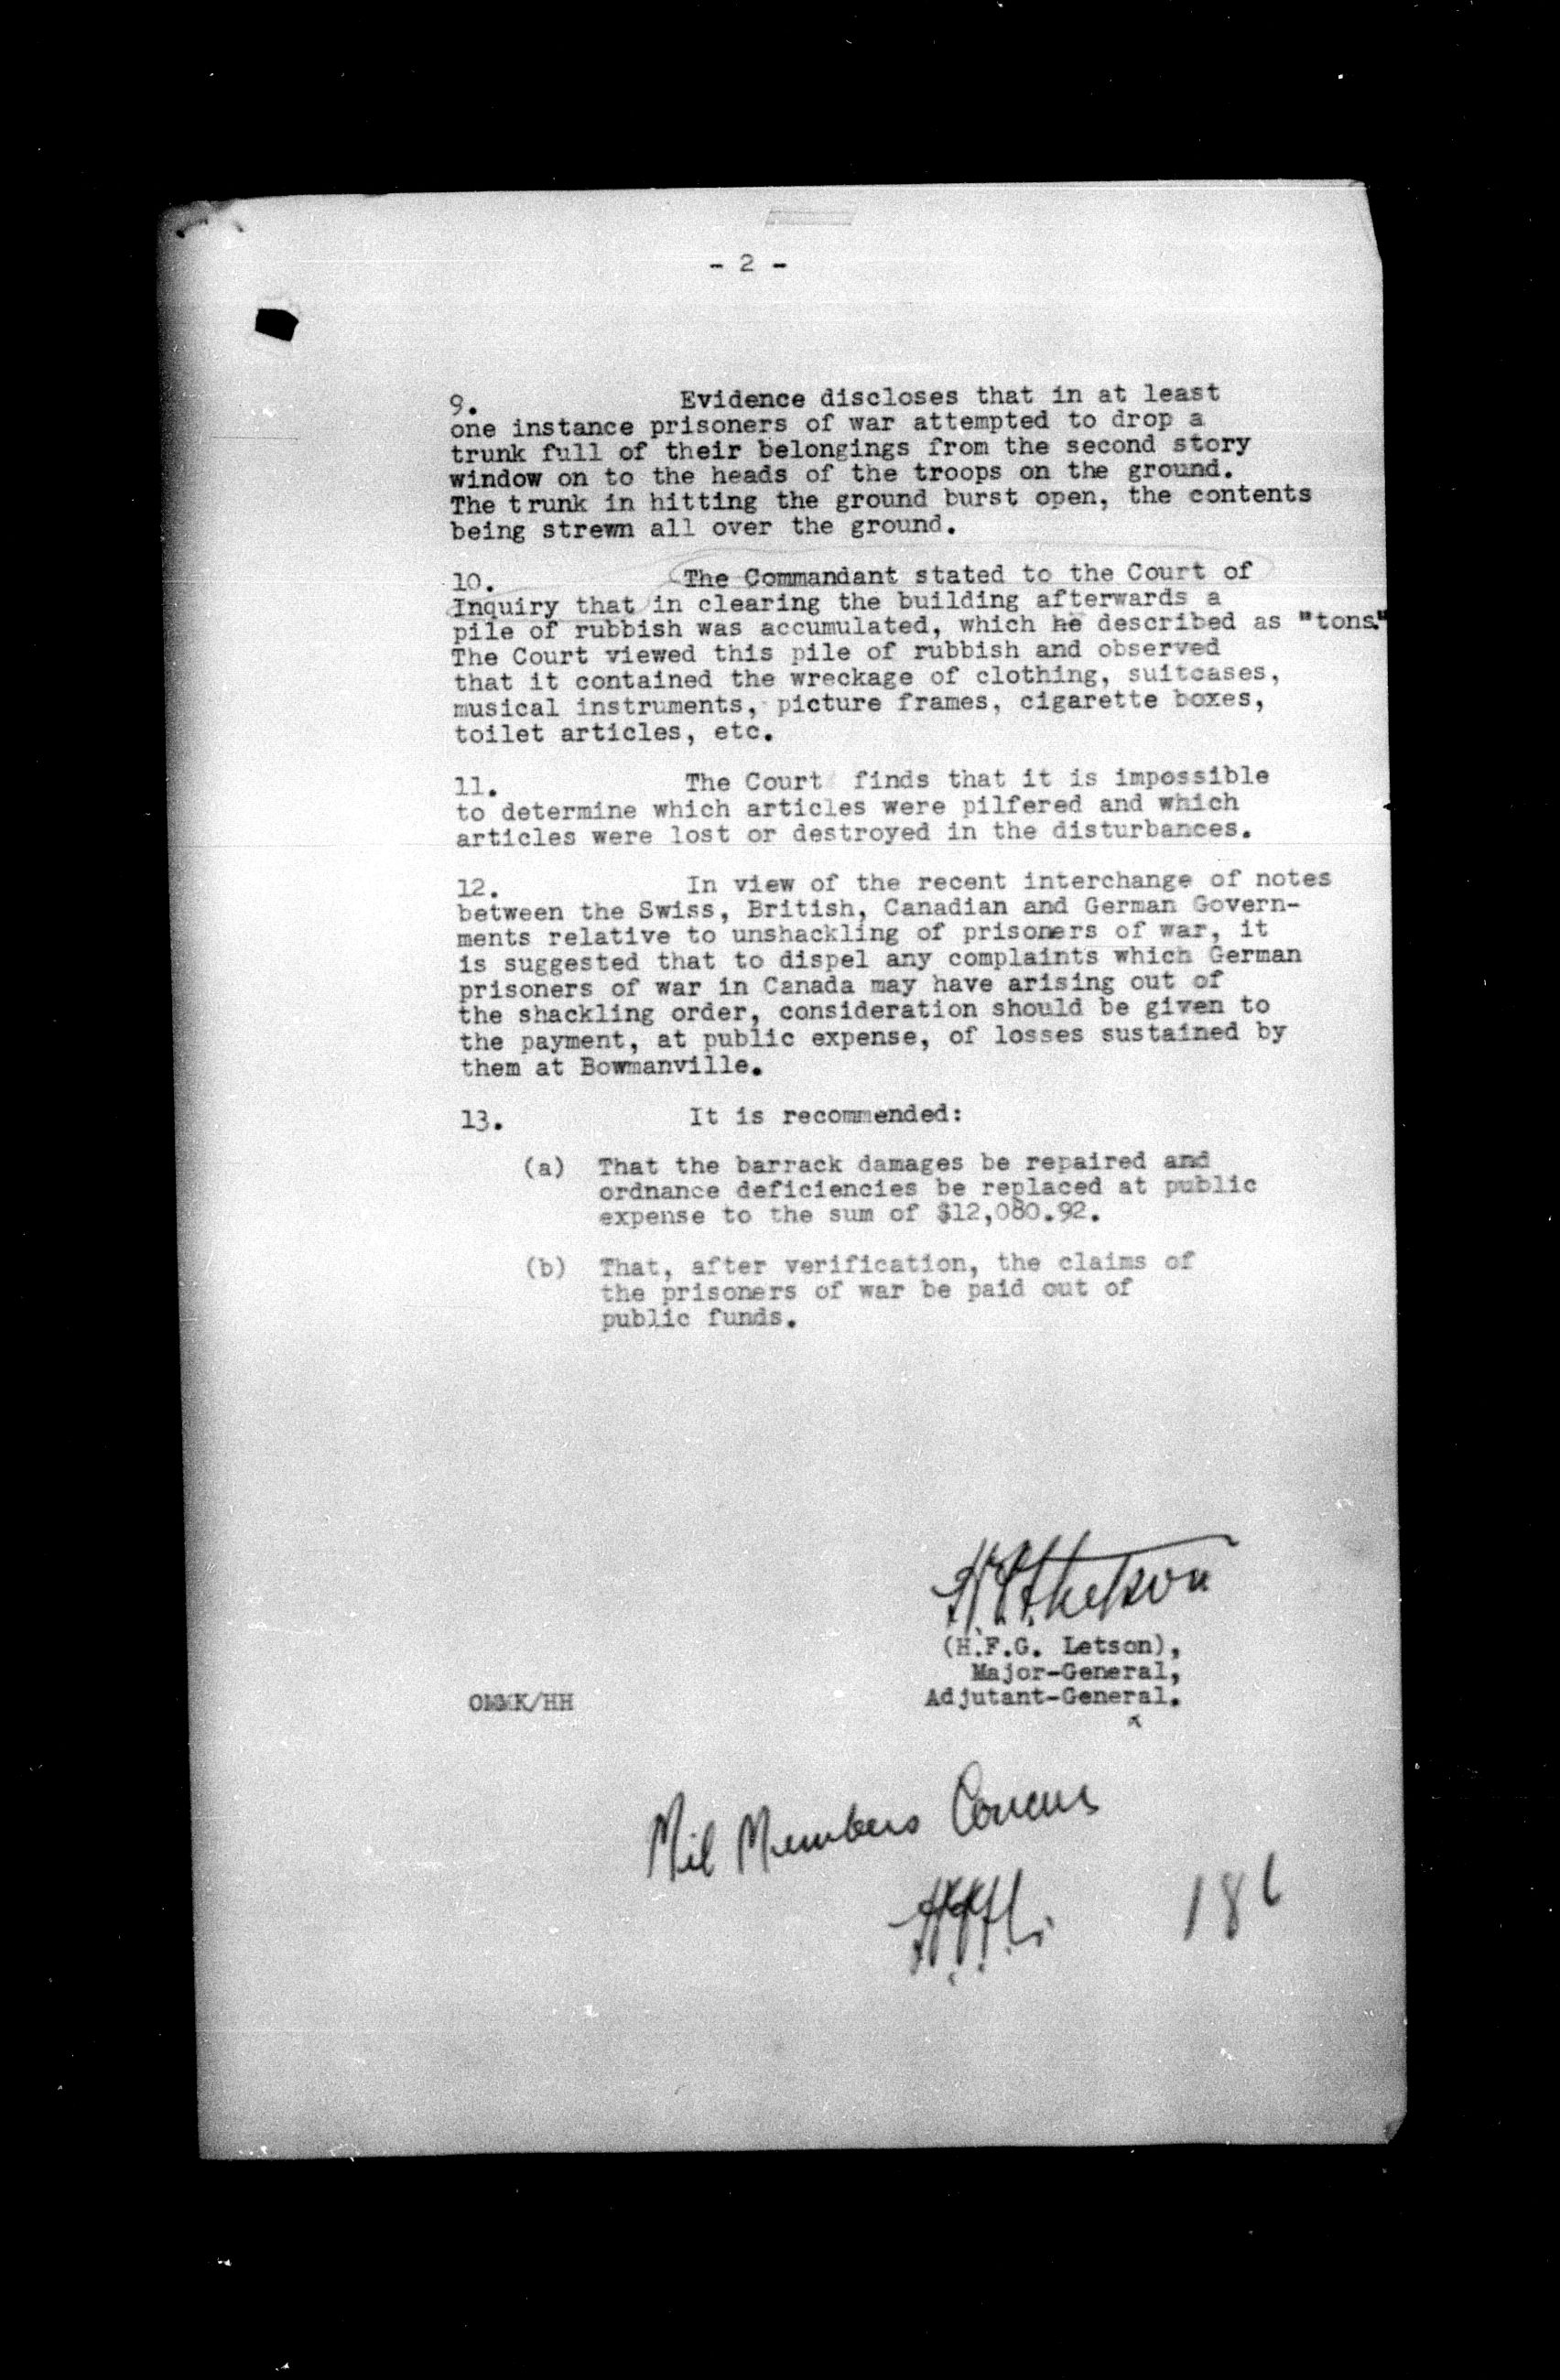 - 2 -
9. Evidence discloses that in at least
one instance prisoners of war attempted to drop a
trunk full of their belongings from the second story
window on to the heads of the troops on the ground.
The trunk in hitting the ground burst open, the contents
being strewn all over the ground.
10. The Commandant stated to the Court of
Inquiry that in clearing the building afterwards a
pile of rubbish was accumulated, which he described as "tons."
The Court viewed this pile of rubbish and observed
that it contained the wreckage of clothing, suitcases,
musical instruments, picture frames, cigarette boxes,
toilet articles, etc.
11. The Court finds that it is impossible
to determine which articles were pilfered and which
articles were lost or destroyed in the disturbances.
12. In view of the recent interchange of notes
between the Swiss, British, Canadian and German Govern-
ments relative to unshackling of prisoners of war, it
is suggested that to dispel any complaints which German
prisoners of war in Canada may have arising out of
the shackling order, consideration should be given to
the payment, at public expense, of losses sustained by
them at Bowmanville.
13. It is recommended:
(a) That the barrack damages be repaired and
ordnance deficiencies be replaced at public
expense to the sum of $12,080.92.
(b) That, after verification, the claims of
the prisoners of war be paid out of
public funds.
(H.F.G. Letson),
Major-General,
OMMK/HH Adjutant-General.
Mil Members Concur
186